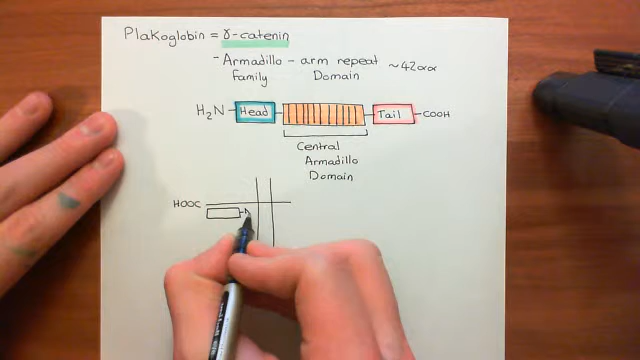 Plakoglobin = γ-catenin
- Armadillo - arm repeat ~42aa
Family Domain
H₂N Head Tail COOH
Central
Armadillo
Domain
HOOC